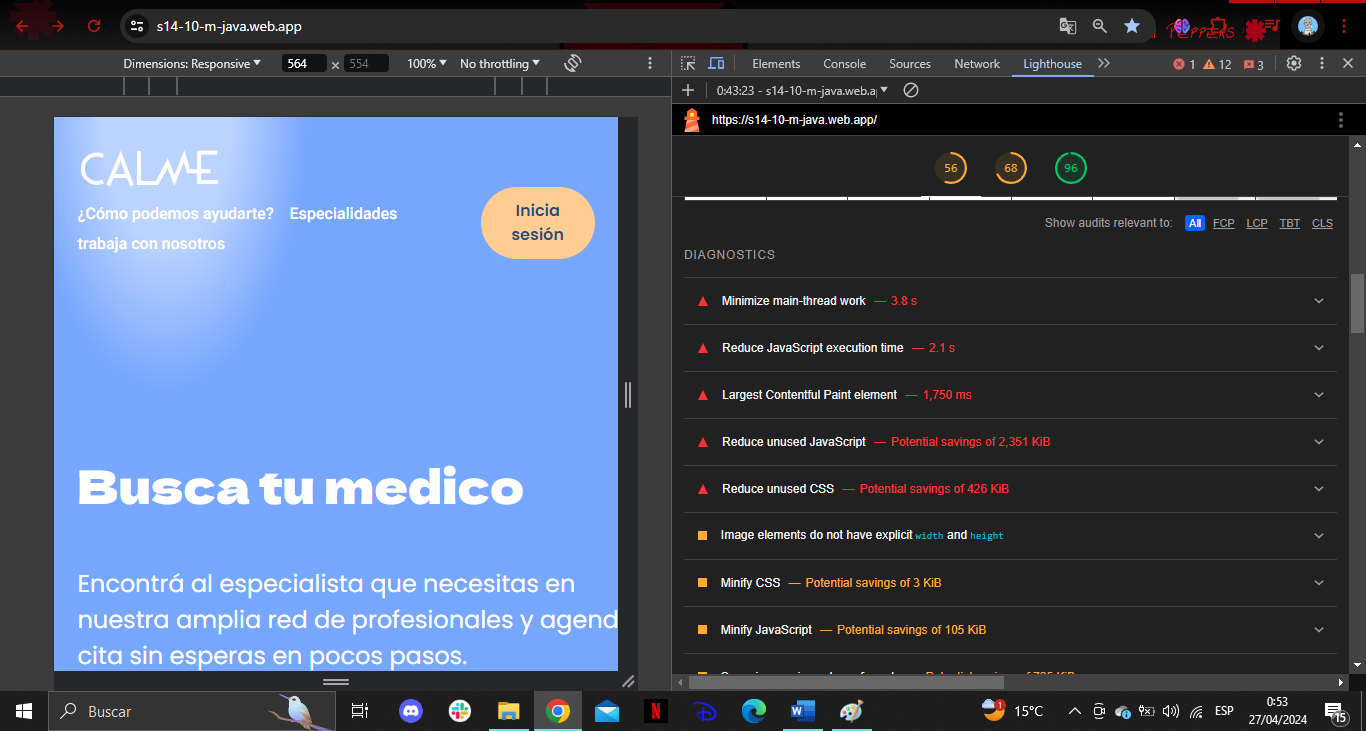 s14-10-m-java.web.app
Dimensions: Responsive 564 x 554 100% No throttling
Elements Console Sources Network Lighthouse 1 12 3
0:43:23 - s14-10-m-java.web.a
https://s14-10-m-java.web.app/
56 68 96
Show audits relevant to: All FCP LCP TBT CLS
DIAGNOSTICS
Minimize main-thread work — 3.8 s
Reduce JavaScript execution time — 2.1 s
Largest Contentful Paint element — 1,750 ms
Reduce unused JavaScript — Potential savings of 2,351 KiB
Reduce unused CSS — Potential savings of 426 KiB
Image elements do not have explicit width and height
Minify CSS — Potential savings of 3 KiB
Minify JavaScript — Potential savings of 105 KiB
CALME
¿Cómo podemos ayudarte? Especialidades
trabaja con nosotros
Inicia
sesión
Busca tu medico
Encontrá al especialista que necesitas en
nuestra amplia red de profesionales y agend
cita sin esperas en pocos pasos.
Buscar
1
15°C
ESP
0:53
27/04/2024
15